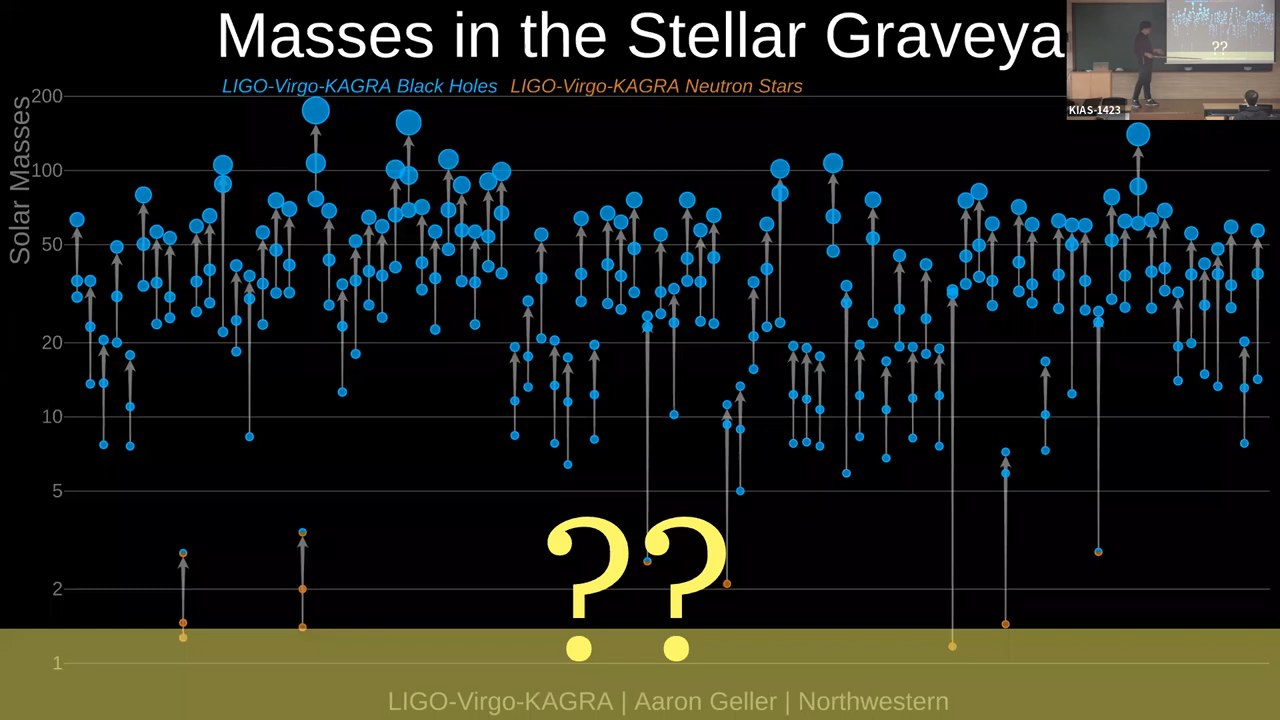 Masses in the Stellar Graveya
LIGO-Virgo-KAGRA Black Holes LIGO-Virgo-KAGRA Neutron Stars
Solar Masses
200
100
50
20
10
5
2
1
??
??
KIAS-1423
LIGO-Virgo-KAGRA | Aaron Geller | Northwestern